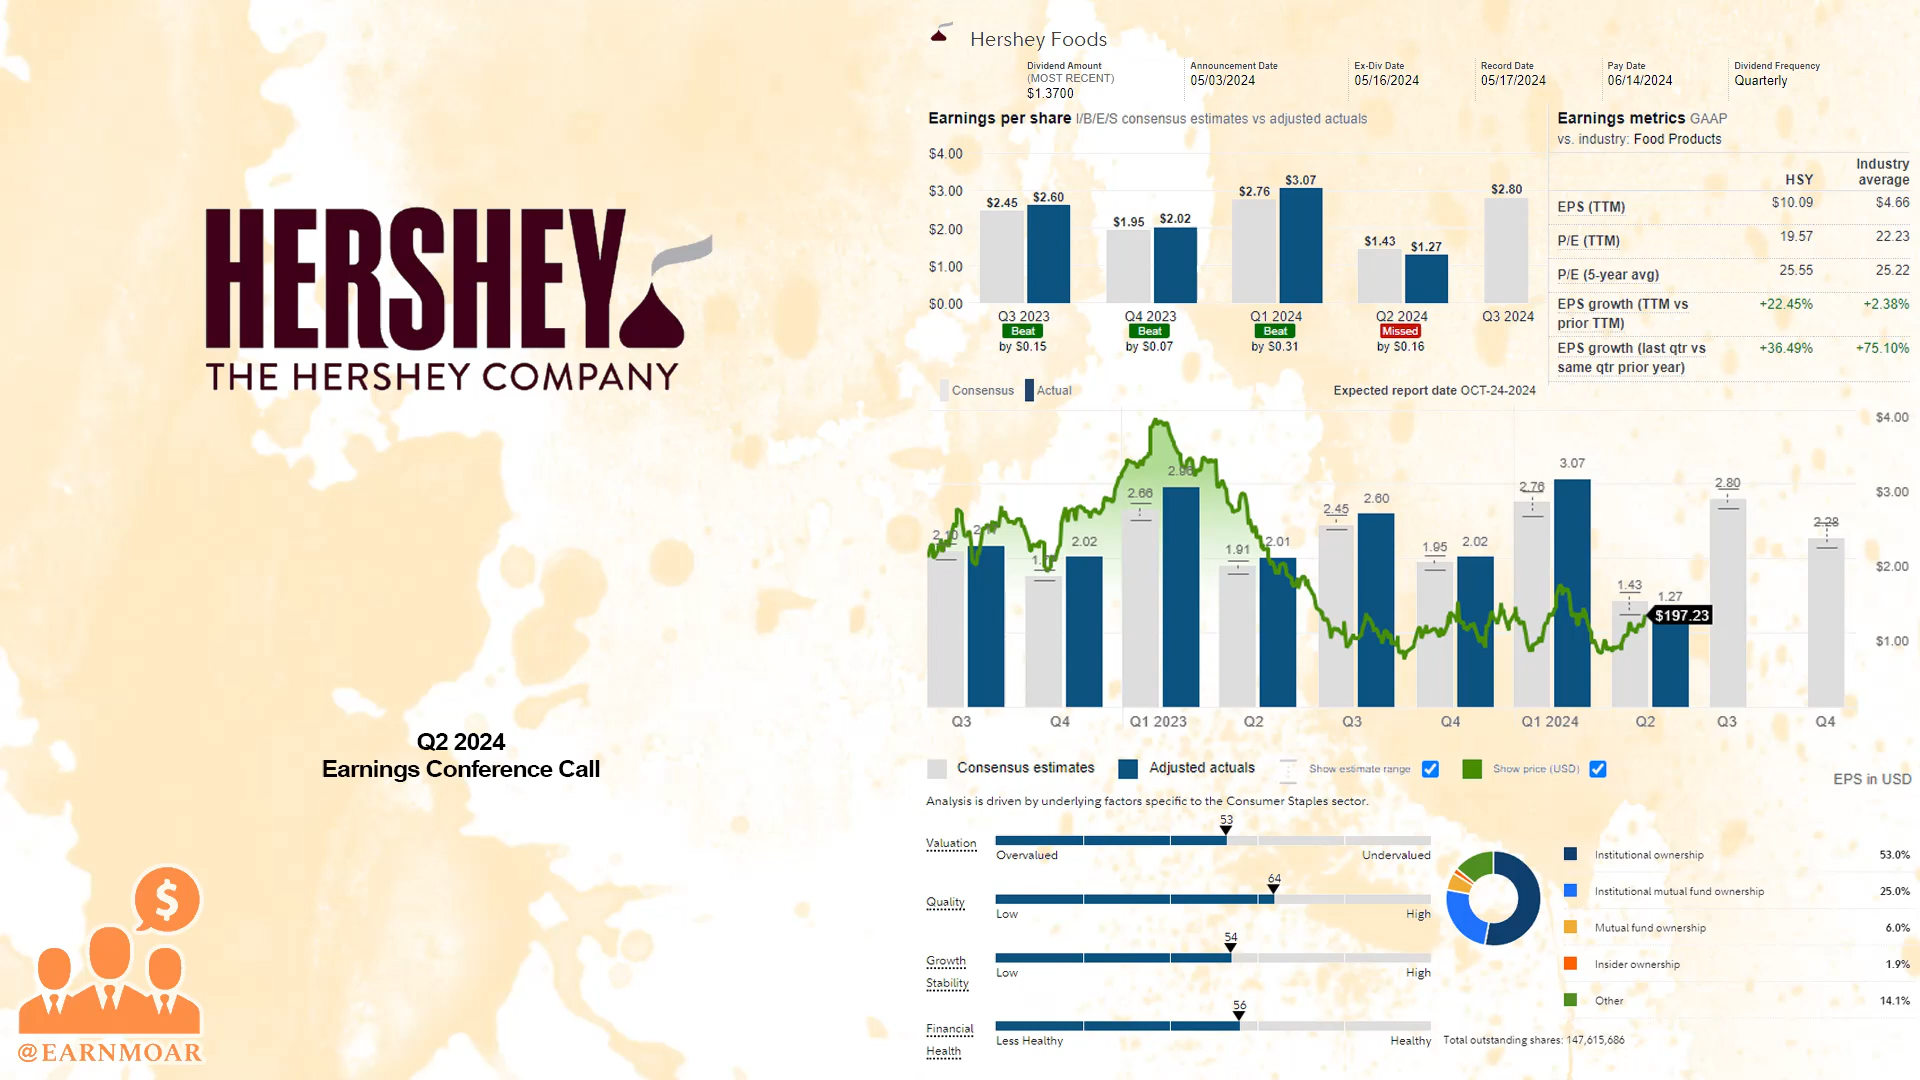 HERSHEY
THE HERSHEY COMPANY
Q2 2024
Earnings Conference Call
$
@EARNMOAR
Hershey Foods
Dividend Amount
(MOST RECENT)
$1.3700
Announcement Date
05/03/2024
Ex-Div Date
05/16/2024
Record Date
05/17/2024
Pay Date
06/14/2024
Dividend Frequency
Quarterly
Earnings per share I/B/E/S consensus estimates vs adjusted actuals
$4.00
$3.00
$2.00
$1.00
$0.00
$2.45 $2.60
$1.95 $2.02
$2.76 $3.07
$1.43 $1.27
$2.80
Q3 2023 Q4 2023 Q1 2024 Q2 2024 Q3 2024
Beat Beat Beat Missed
by $0.15 by $0.07 by $0.31 by $0.16
Consensus Actual
Expected report date OCT-24-2024
Earnings metrics GAAP
vs. industry: Food Products
HSY Industry average
EPS (TTM) $10.09 $4.66
P/E (TTM) 19.57 22.23
P/E (5-year avg) 25.55 25.22
EPS growth (TTM vs prior TTM) +22.45% +2.38%
EPS growth (last qtr vs same qtr prior year) +36.49% +75.10%
$4.00
$3.00
$2.00
$1.00
2.10
2.02
2.66
1.91 2.01
2.45 2.60
1.95 2.02
2.76 3.07
1.43 1.27
2.80
2.28
$197.23
Q3 Q4 Q1 2023 Q2 Q3 Q4 Q1 2024 Q2 Q3 Q4
Consensus estimates Adjusted actuals Show estimate range Show price (USD)
EPS in USD
Analysis is driven by underlying factors specific to the Consumer Staples sector.
Valuation 53
Overvalued Undervalued
Quality 64
Low High
Growth Stability 54
Low High
Financial Health 56
Less Healthy Healthy
Institutional ownership 53.0%
Institutional mutual fund ownership 25.0%
Mutual fund ownership 6.0%
Insider ownership 1.9%
Other 14.1%
Total outstanding shares: 147,615,686